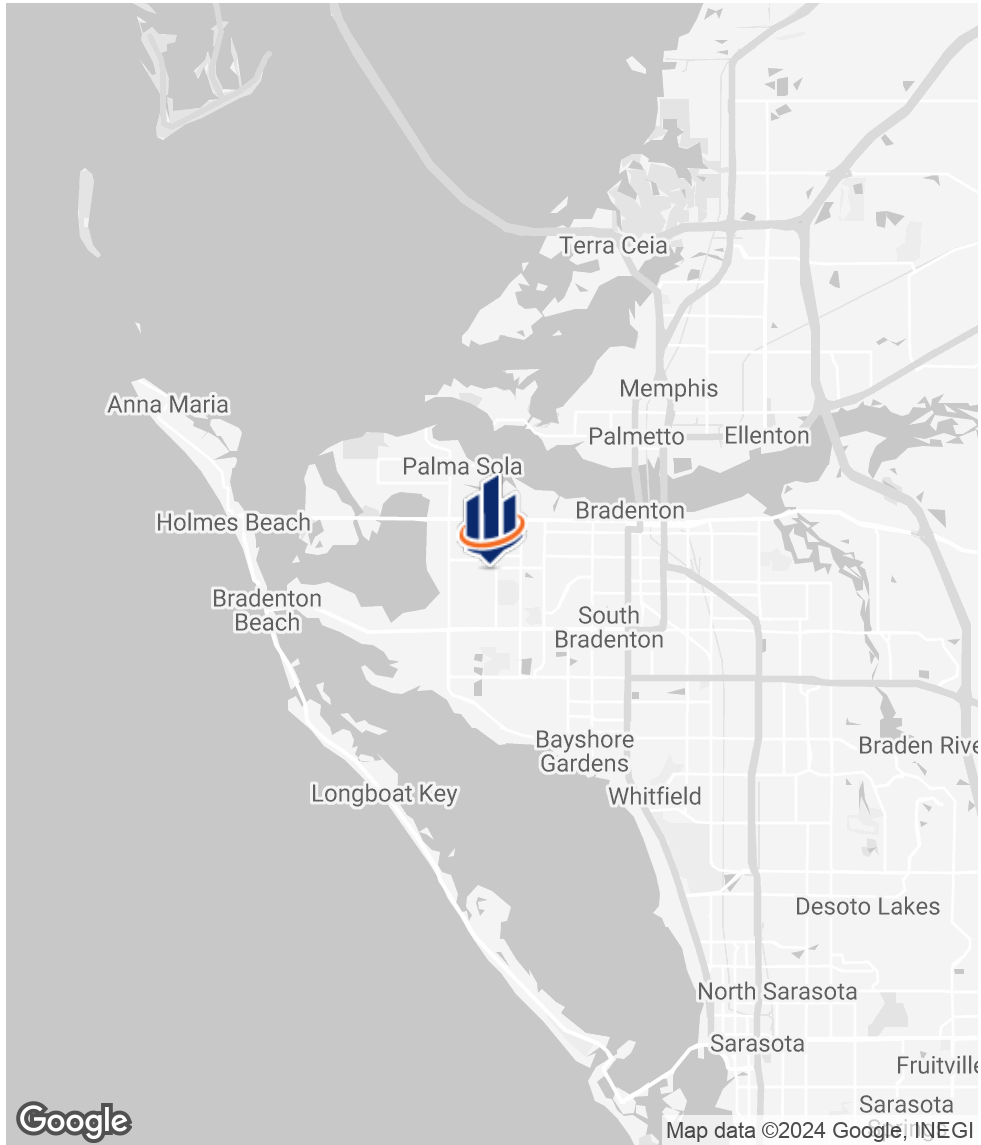 Terra Ceia
Memphis
Anna Maria
Palmetto
Ellenton
Palma Sola
Bradenton
Holmes Beach
Bradenton
Beach
South
Bradenton
Bayshore
Gardens
Braden Rive
Longboat Key
Whitfield
Desoto Lakes
North Sarasota
Sarasota
Fruitville
Sarasota
Springs
Google
Map data ©2024 Google, INEGI